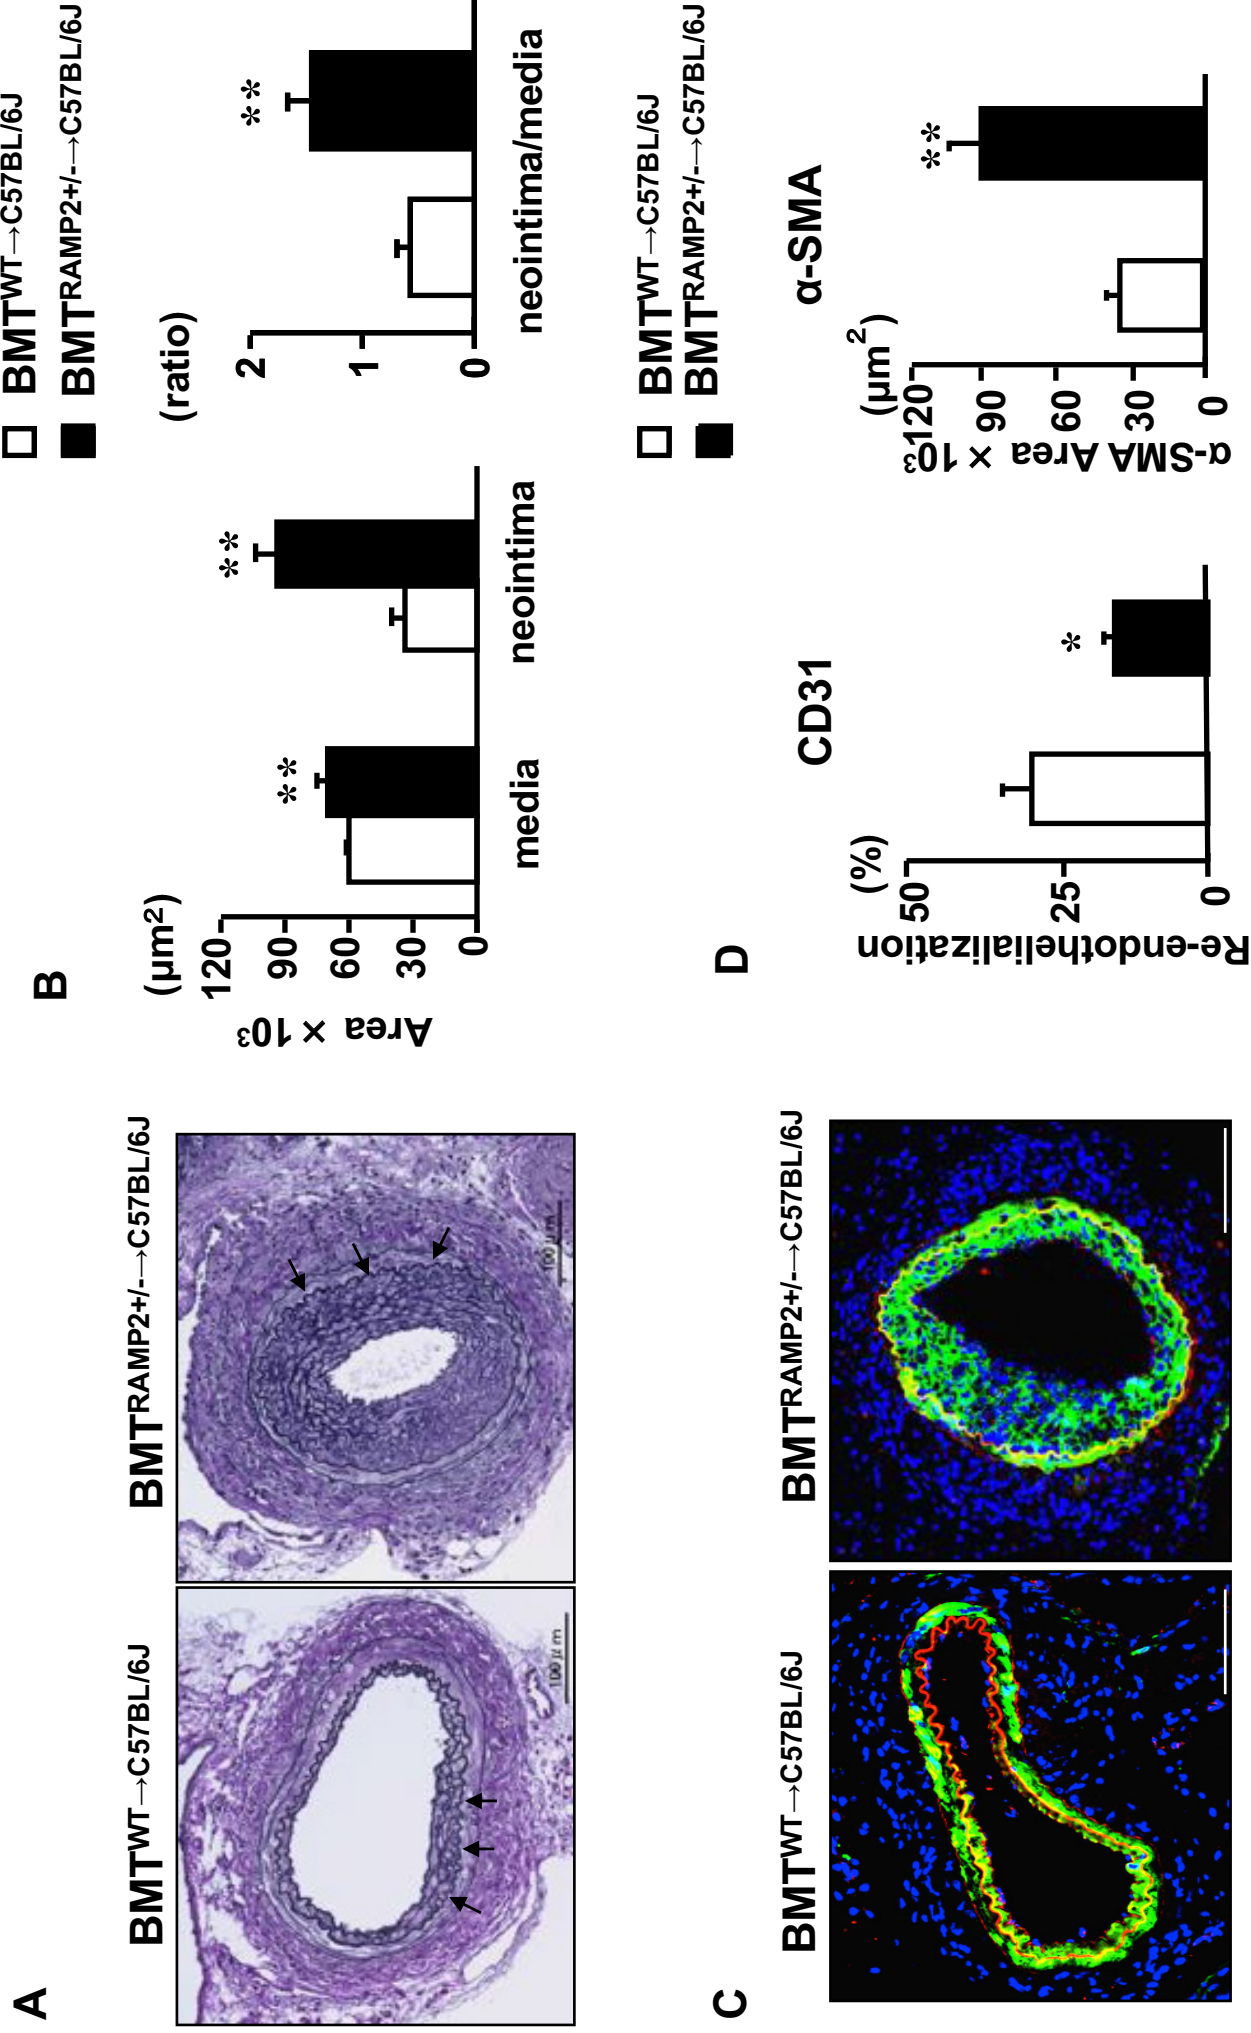 A
BMTWT→C57BL/6J
BMTRAMP2+/-→C57BL/6J
100 μm
100 μm
B
BMTWT→C57BL/6J
BMTRAMP2+/-→C57BL/6J
(μm2)
Area × 103
120
90
60
30
0
media
**
neointima
**
(ratio)
2
1
0
neointima/media
**
C
BMTWT→C57BL/6J
BMTRAMP2+/-→C57BL/6J
D
BMTWT→C57BL/6J
BMTRAMP2+/-→C57BL/6J
CD31
(%)
Re-endothelialization
50
25
0
*
α-SMA
(μm2)
α-SMA Area × 103
120
90
60
30
0
**